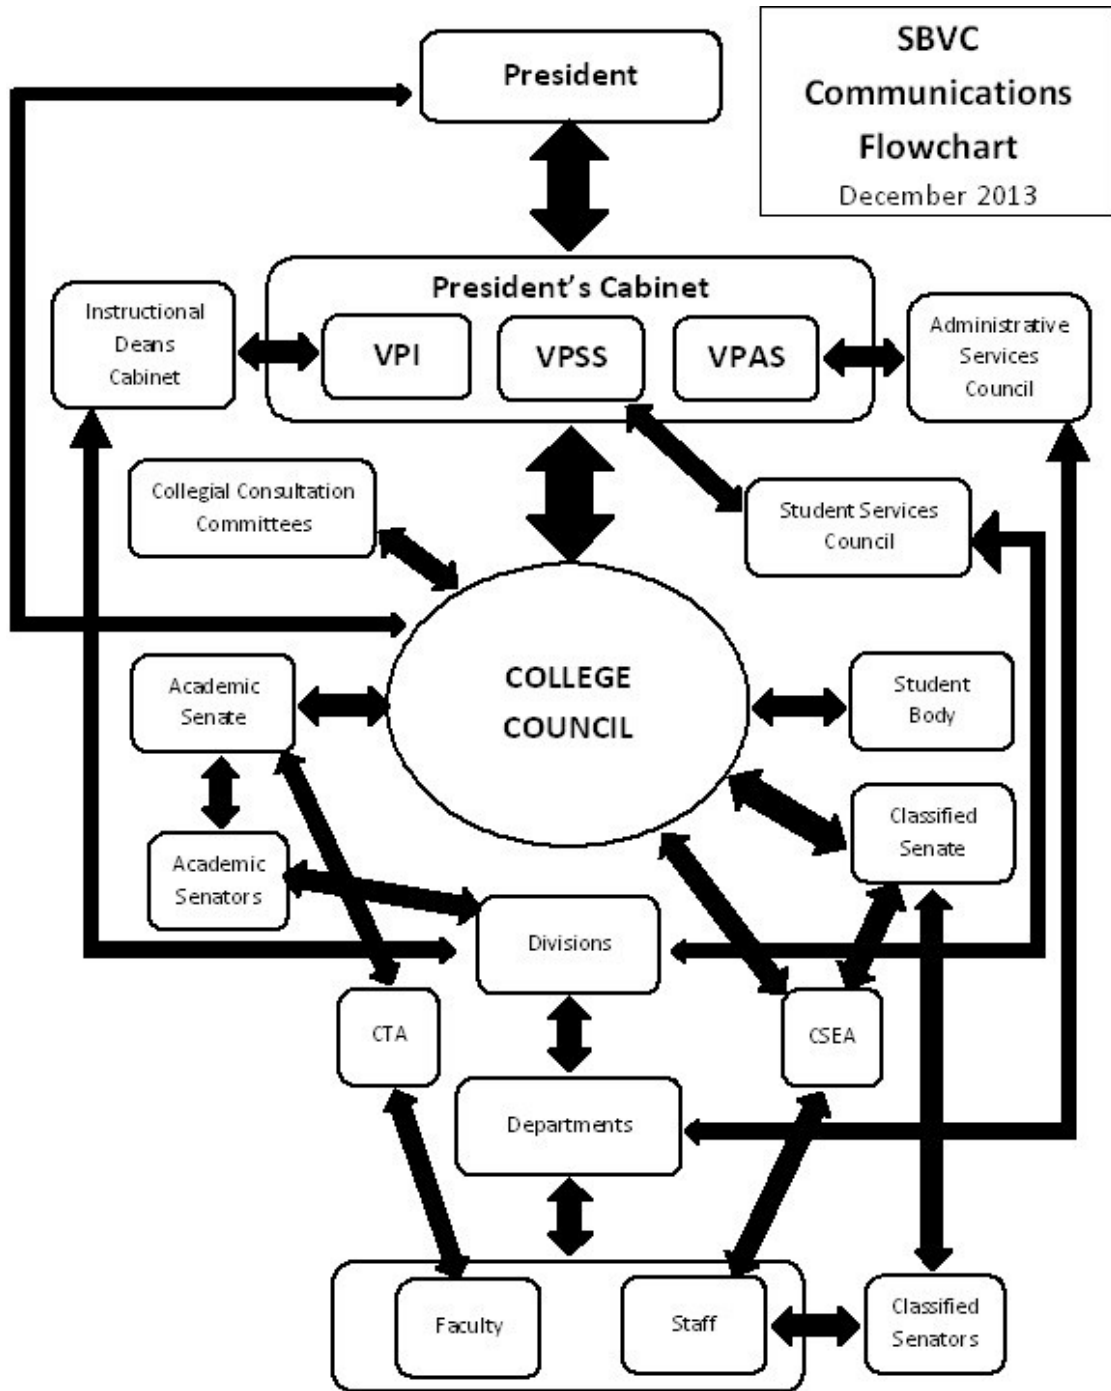 SBVC
Communications
Flowchart
December 2013
President
President's Cabinet
VPI
VPSS
VPAS
Instructional
Deans
Cabinet
Administrative
Services
Council
Collegial Consultation
Committees
Student Services
Council
COLLEGE
COUNCIL
Academic
Senate
Student
Body
Classified
Senate
Academic
Senators
Divisions
CTA
CSEA
Departments
Faculty
Staff
Classified
Senators